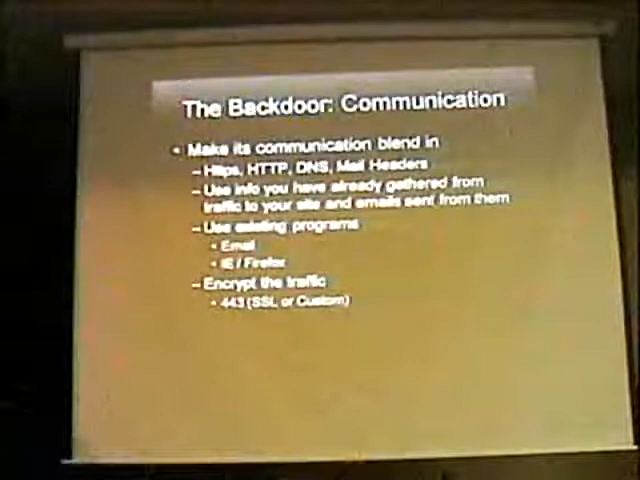 The Backdoor: Communication
• Make its communication blend in
– Https, HTTP, DNS, Mail Headers
– Use info you have already gathered from
traffic to your site and emails sent from them
– Use existing programs
• Email
• IE / Firefox
– Encrypt the traffic
• 443 (SSL or Custom)